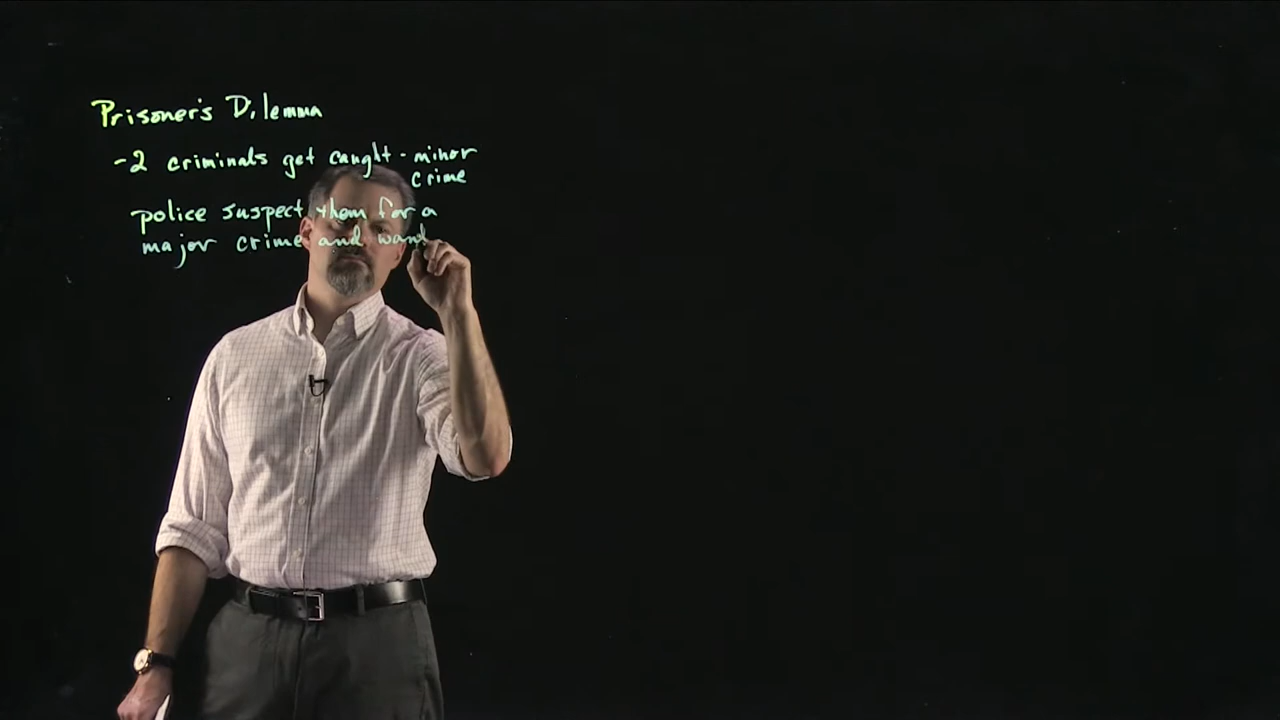 Prisoner's Dilemma
- 2 criminals get caught - minor
crime
police suspect them for a
major crime and want